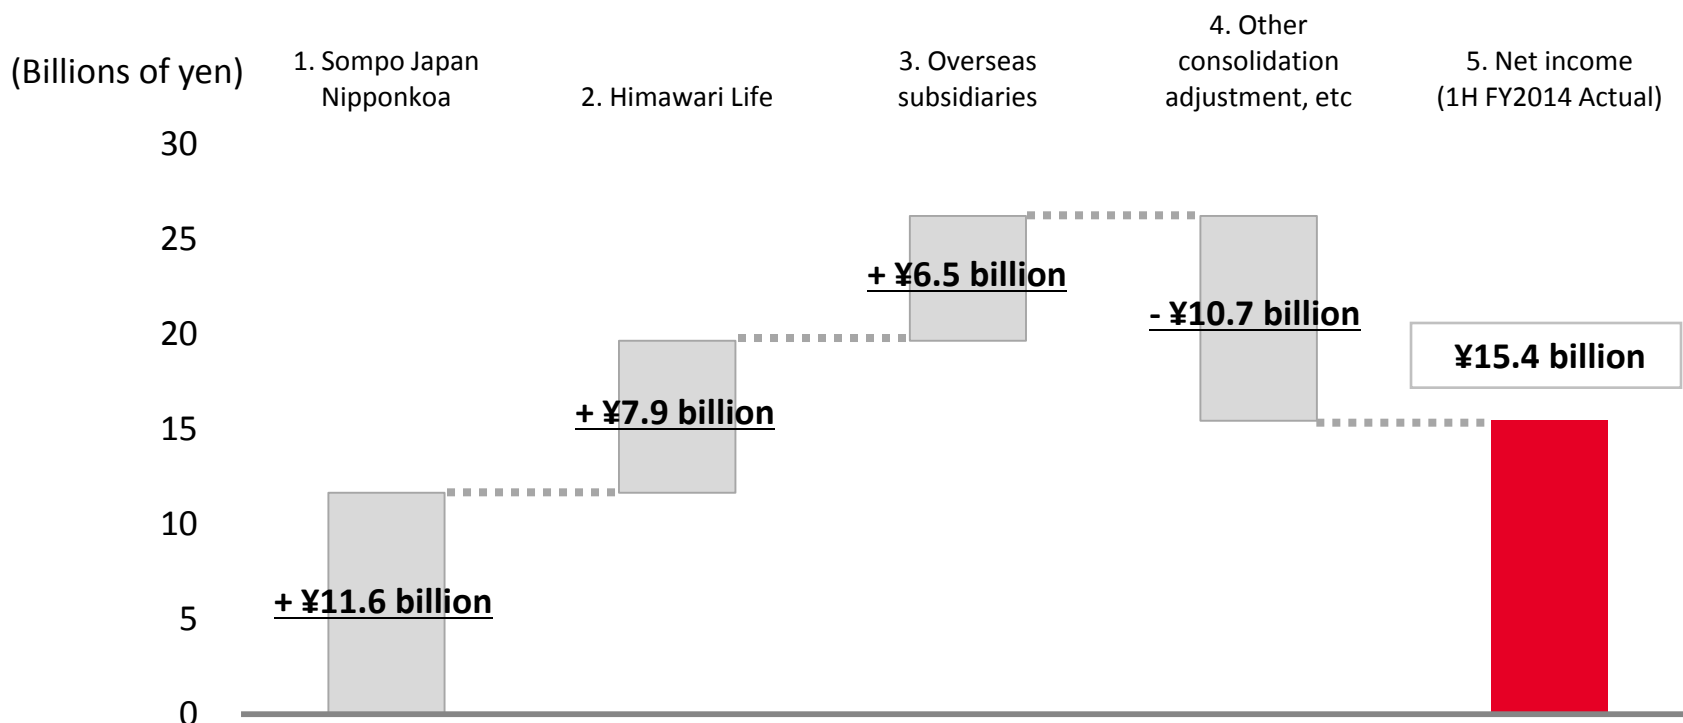 (Billions of yen)
1. Sompo Japan
Nipponkoa
2. Himawari Life
3. Overseas
subsidiaries
4. Other
consolidation
adjustment, etc
5. Net income
(1H FY2014 Actual)
30
25
20
15
10
5
0
+ ¥11.6 billion
+ ¥7.9 billion
+ ¥6.5 billion
- ¥10.7 billion
¥15.4 billion